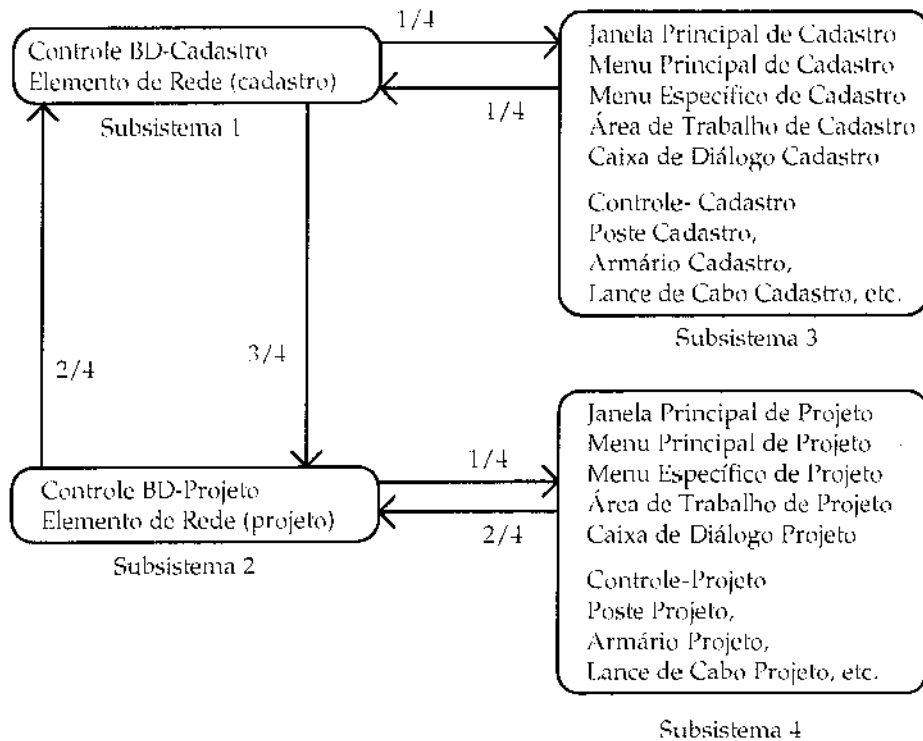 Controle BD-Cadastro
Elemento de Rede (cadastro)
Subsistema 1
1/4
1/4
Janela Principal de Cadastro
Menu Principal de Cadastro
Menu Específico de Cadastro
Área de Trabalho de Cadastro
Caixa de Diálogo Cadastro
Controle- Cadastro
Poste Cadastro,
Armário Cadastro,
Lance de Cabo Cadastro, etc.
Subsistema 3
2/4
3/4
Controle BD-Projeto
Elemento de Rede (projeto)
Subsistema 2
1/4
2/4
Janela Principal de Projeto
Menu Principal de Projeto
Menu Específico de Projeto
Área de Trabalho de Projeto
Caixa de Diálogo Projeto
Controle-Projeto
Poste Projeto,
Armário Projeto,
Lance de Cabo Projeto, etc.
Subsistema 4